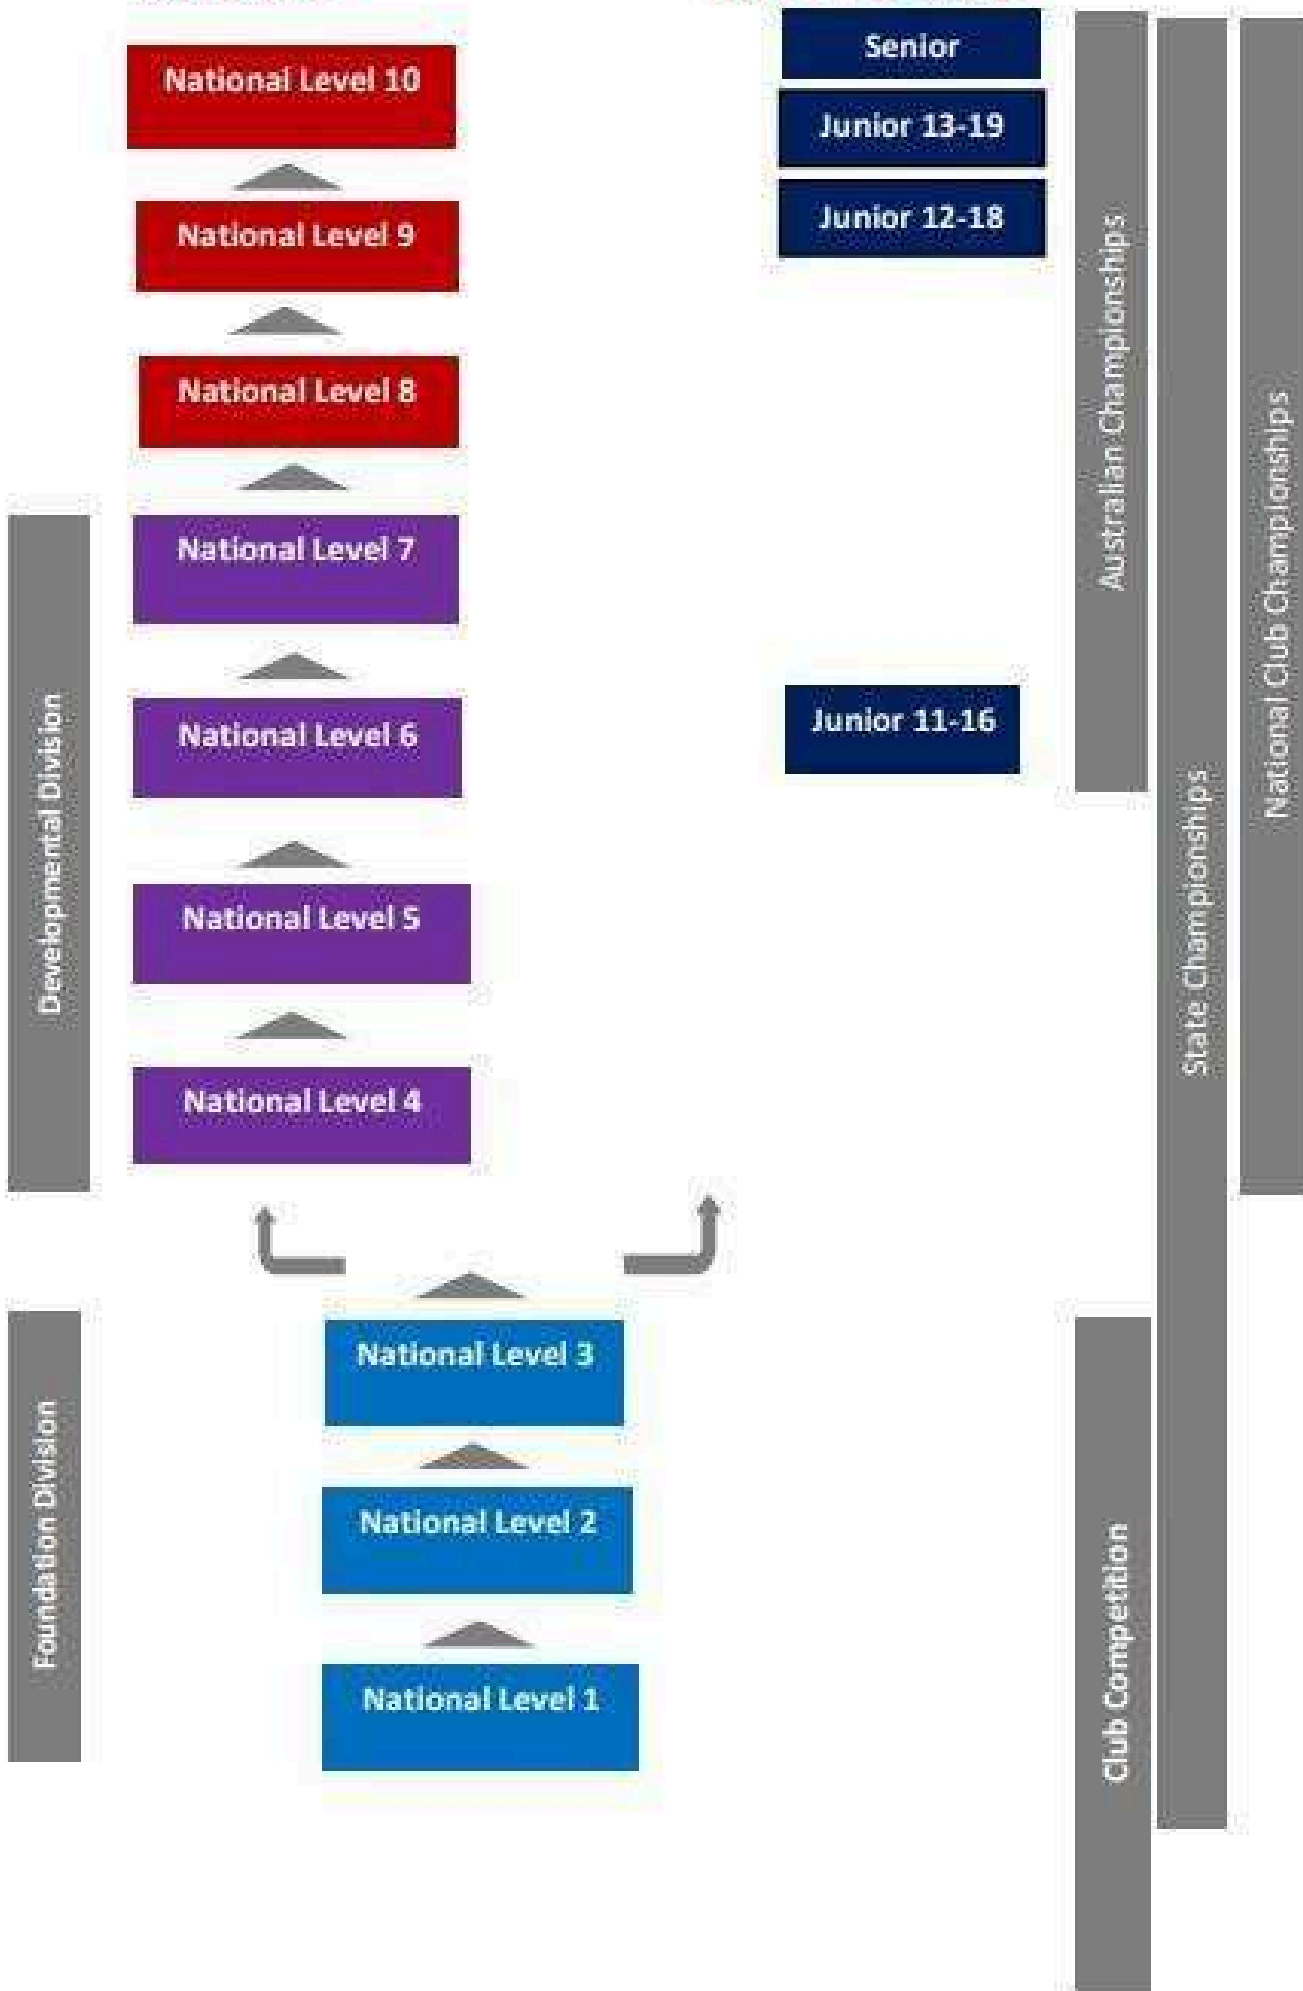 National Level 10
National Level 9
National Level 8
National Level 7
National Level 6
National Level 5
National Level 4
National Level 3
National Level 2
National Level 1
Senior
Junior 13-19
Junior 12-18
Junior 11-16
Developmental Division
Foundation Division
Australian Championships
State Championships
National Club Championships
Club Competition